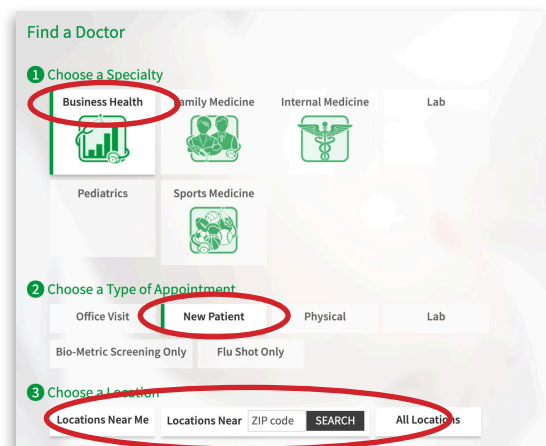 Find a Doctor
1 Choose a Specialty
Business Health Family Medicine Internal Medicine Lab
Pediatrics Sports Medicine
2 Choose a Type of Appointment
Office Visit New Patient Physical Lab
Bio-Metric Screening Only Flu Shot Only
3 Choose a Location
Locations Near Me Locations Near ZIP code SEARCH All Locations